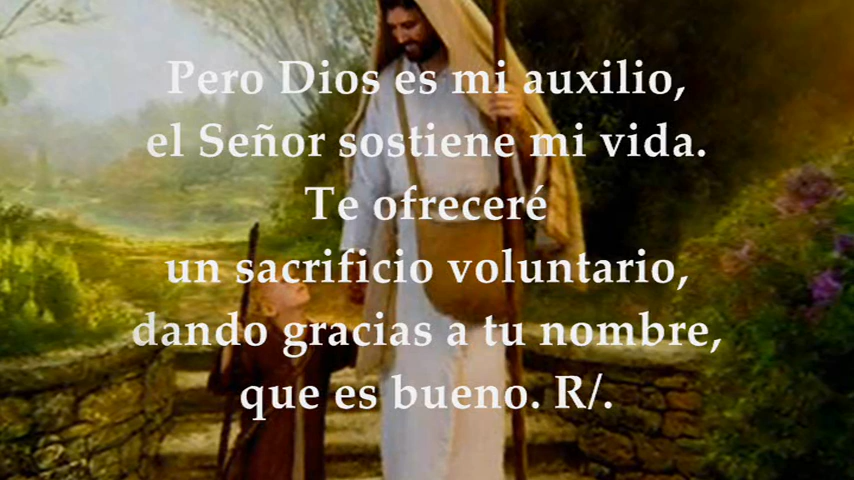 Pero Dios es mi auxilio,
el Señor sostiene mi vida.
Te ofreceré
un sacrificio voluntario,
dando gracias a tu nombre,
que es bueno. R/.